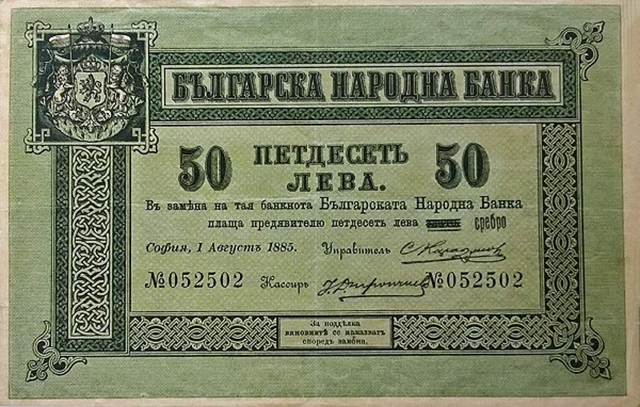 БЪЛГАРСКА НАРОДНА БАНКА
50 ПЕТДЕСЕТЬ 50
ЛЕВА.
Въ замѣна на тая банкнота Българската Народна Банка
плаща предявителю петдесеть лева сребро
София, 1 Августъ 1885. Управитель
№052502 Кассиръ №052502
За поддѣлка
виновнитѣ се наказватъ
споредъ закона.